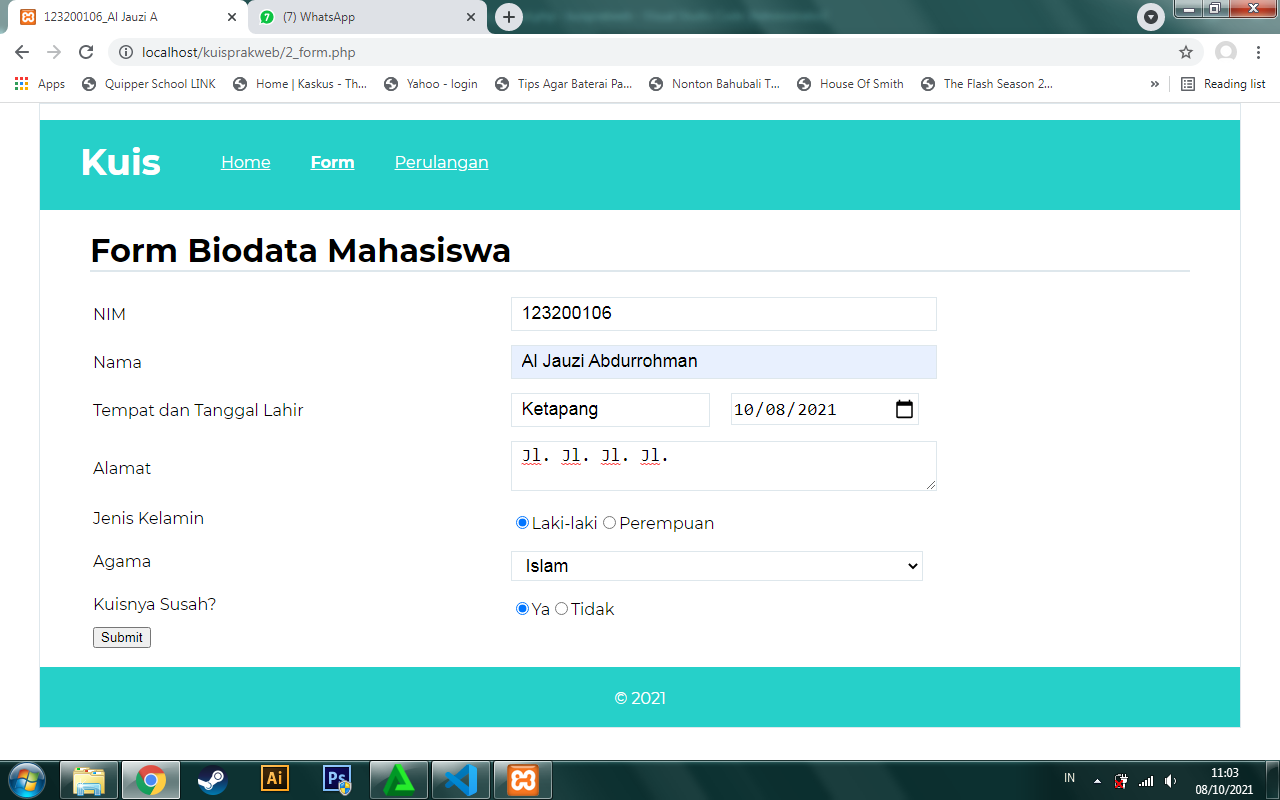 123200106_Al Jauzi A
(7) WhatsApp
localhost/kuisprakweb/2_form.php
Apps Quipper School LINK Home | Kaskus - Th... Yahoo - login Tips Agar Baterai Pa... Nonton Bahubali T... House Of Smith The Flash Season 2... » Reading list
Kuis Home Form Perulangan
Form Biodata Mahasiswa
NIM 123200106
Nama Al Jauzi Abdurrohman
Tempat dan Tanggal Lahir Ketapang 10/08/2021
Alamat Jl. Jl. Jl. Jl.
Jenis Kelamin Laki-laki Perempuan
Agama Islam
Kuisnya Susah? Ya Tidak
Submit
© 2021
Ai Ps IN 11:03
08/10/2021